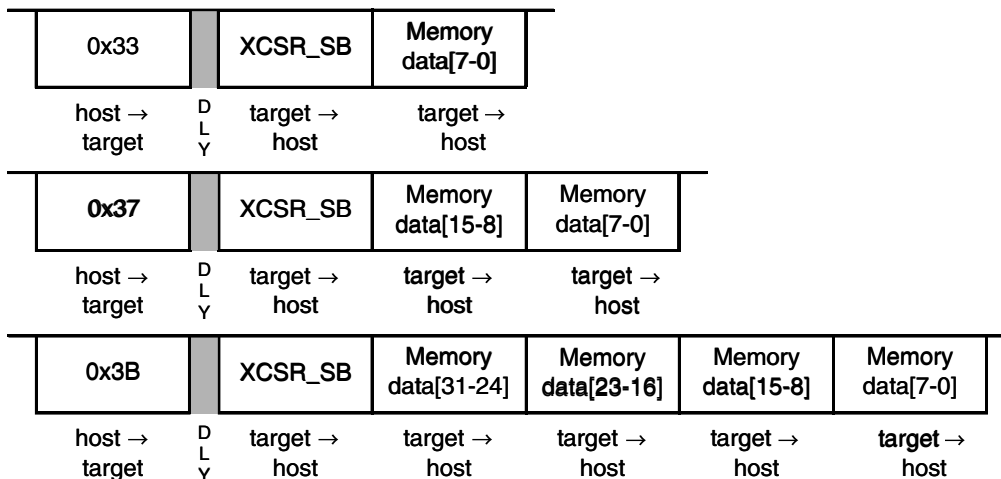 0x33 XCSR_SB Memory data[7-0]
host → target D L Y target → host target → host
0x37 XCSR_SB Memory data[15-8] Memory data[7-0]
host → target D L Y target → host target → host target → host
0x3B XCSR_SB Memory data[31-24] Memory data[23-16] Memory data[15-8] Memory data[7-0]
host → target D L Y target → host target → host target → host target → host target → host